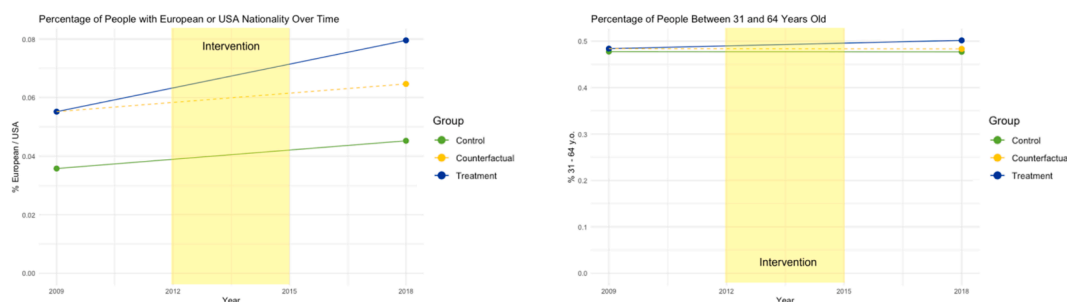 Percentage of People with European or USA Nationality Over Time
0.08
Intervention
0.06
0.04
0.02
0.00
% European / USA
2009
2012
2015
2018
Year
Group
Control
Counterfactual
Treatment
Percentage of People Between 31 and 64 Years Old
0.5
0.4
0.3
0.2
0.1
0.0
% 31 - 64 y.o.
Intervention
2009
2012
2015
2018
Year
Group
Control
Counterfactual
Treatment